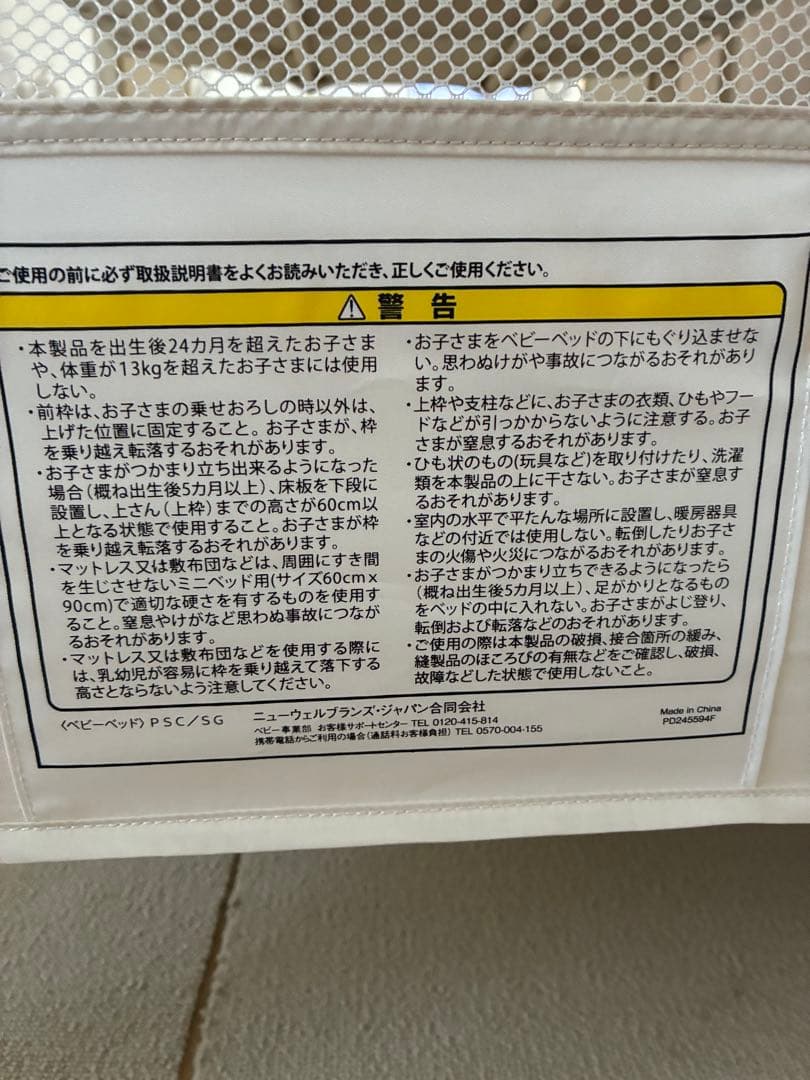 ご使用の前に必ず取扱説明書をよくお読みいただき、正しくご使用ください。
警 告
・本製品を出生後24カ月を超えたお子さま
や、体重が13kgを超えたお子さまには使用
しない。
・前枠は、お子さまの乗せおろしの時以外は、
上げた位置に固定すること。お子さまが、枠
を乗り越え転落するおそれがあります。
・お子さまがつかまり立ち出来るようになった
場合(概ね出生後5カ月以上)、床板を下段に
設置し、上さん(上枠)までの高さが60cm以
上となる状態で使用すること。お子さまが枠
を乗り越え転落するおそれがあります。
・マットレス又は敷布団などは、周囲にすき間
を生じさせないミニベッド用(サイズ60cm×
90cm)で適切な硬さを有するものを使用す
ること。窒息やけがなど思わぬ事故につなが
るおそれがあります。
・マットレス又は敷布団などを使用する際に
は、乳幼児が容易に枠を乗り越えて落下する
高さとならないよう注意してください。
・お子さまをベビーベッドの下にもぐり込ませな
い。思わぬけがや事故につながるおそれがあり
ます。
・上枠や支柱などに、お子さまの衣類、ひもやフー
ドなどが引っかからないように注意する。お子
さまが窒息するおそれがあります。
・ひも状のもの(玩具など)を取り付けたり、洗濯
類を本製品の上に干さない。お子さまが窒息す
るおそれがあります。
・室内の水平で平たんな場所に設置し、暖房器具
などの付近では使用しない。転倒したりお子さ
まの火傷や火災につながるおそれがあります。
・お子さまがつかまり立ちできるようになったら
(概ね出生後5カ月以上)、足がかりとなるもの
をベッドの中に入れない。お子さまがよじ登り、
転倒および転落などのおそれがあります。
・ご使用の際は本製品の破損、接合箇所の緩み、
縫製品のほころびの有無などをご確認し、破損、
故障などした状態で使用しないこと。
〈ベビーベッド〉PSC/SG
ニューウェルブランズ・ジャパン合同会社
ベビー事業部 お客様サポートセンター TEL 0120-415-814
携帯電話からご利用の場合(通話料お客様負担) TEL 0570-004-155
Made in China
PD245594F